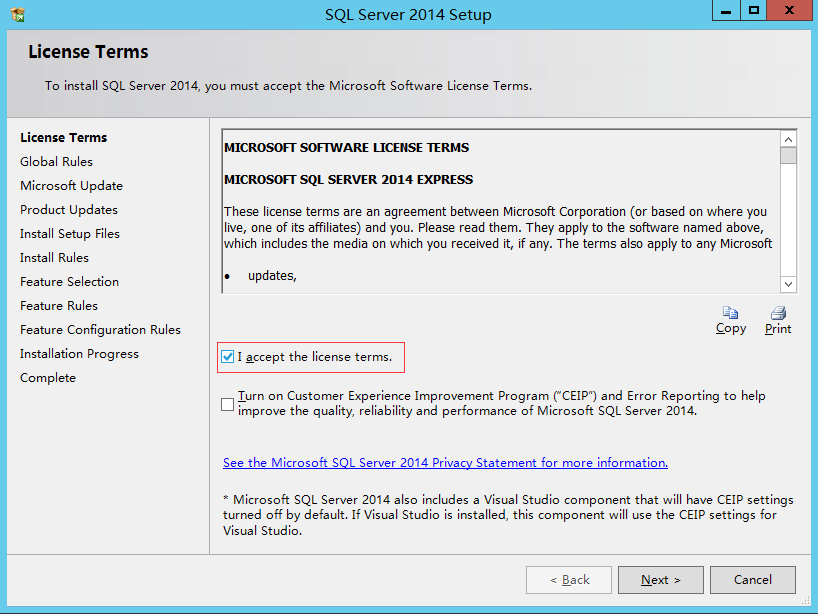 SQL Server 2014 Setup
License Terms
To install SQL Server 2014, you must accept the Microsoft Software License Terms.
License Terms
Global Rules
Microsoft Update
Product Updates
Install Setup Files
Install Rules
Feature Selection
Feature Rules
Feature Configuration Rules
Installation Progress
Complete
MICROSOFT SOFTWARE LICENSE TERMS
MICROSOFT SQL SERVER 2014 EXPRESS
These license terms are an agreement between Microsoft Corporation (or based on where you
live, one of its affiliates) and you. Please read them. They apply to the software named above,
which includes the media on which you received it, if any. The terms also apply to any Microsoft
• updates,
Copy
Print
I accept the license terms.
Turn on Customer Experience Improvement Program ("CEIP") and Error Reporting to help
improve the quality, reliability and performance of Microsoft SQL Server 2014.
See the Microsoft SQL Server 2014 Privacy Statement for more information.
* Microsoft SQL Server 2014 also includes a Visual Studio component that will have CEIP settings
turned off by default. If Visual Studio is installed, this component will use the CEIP settings for
Visual Studio.
< Back
Next >
Cancel